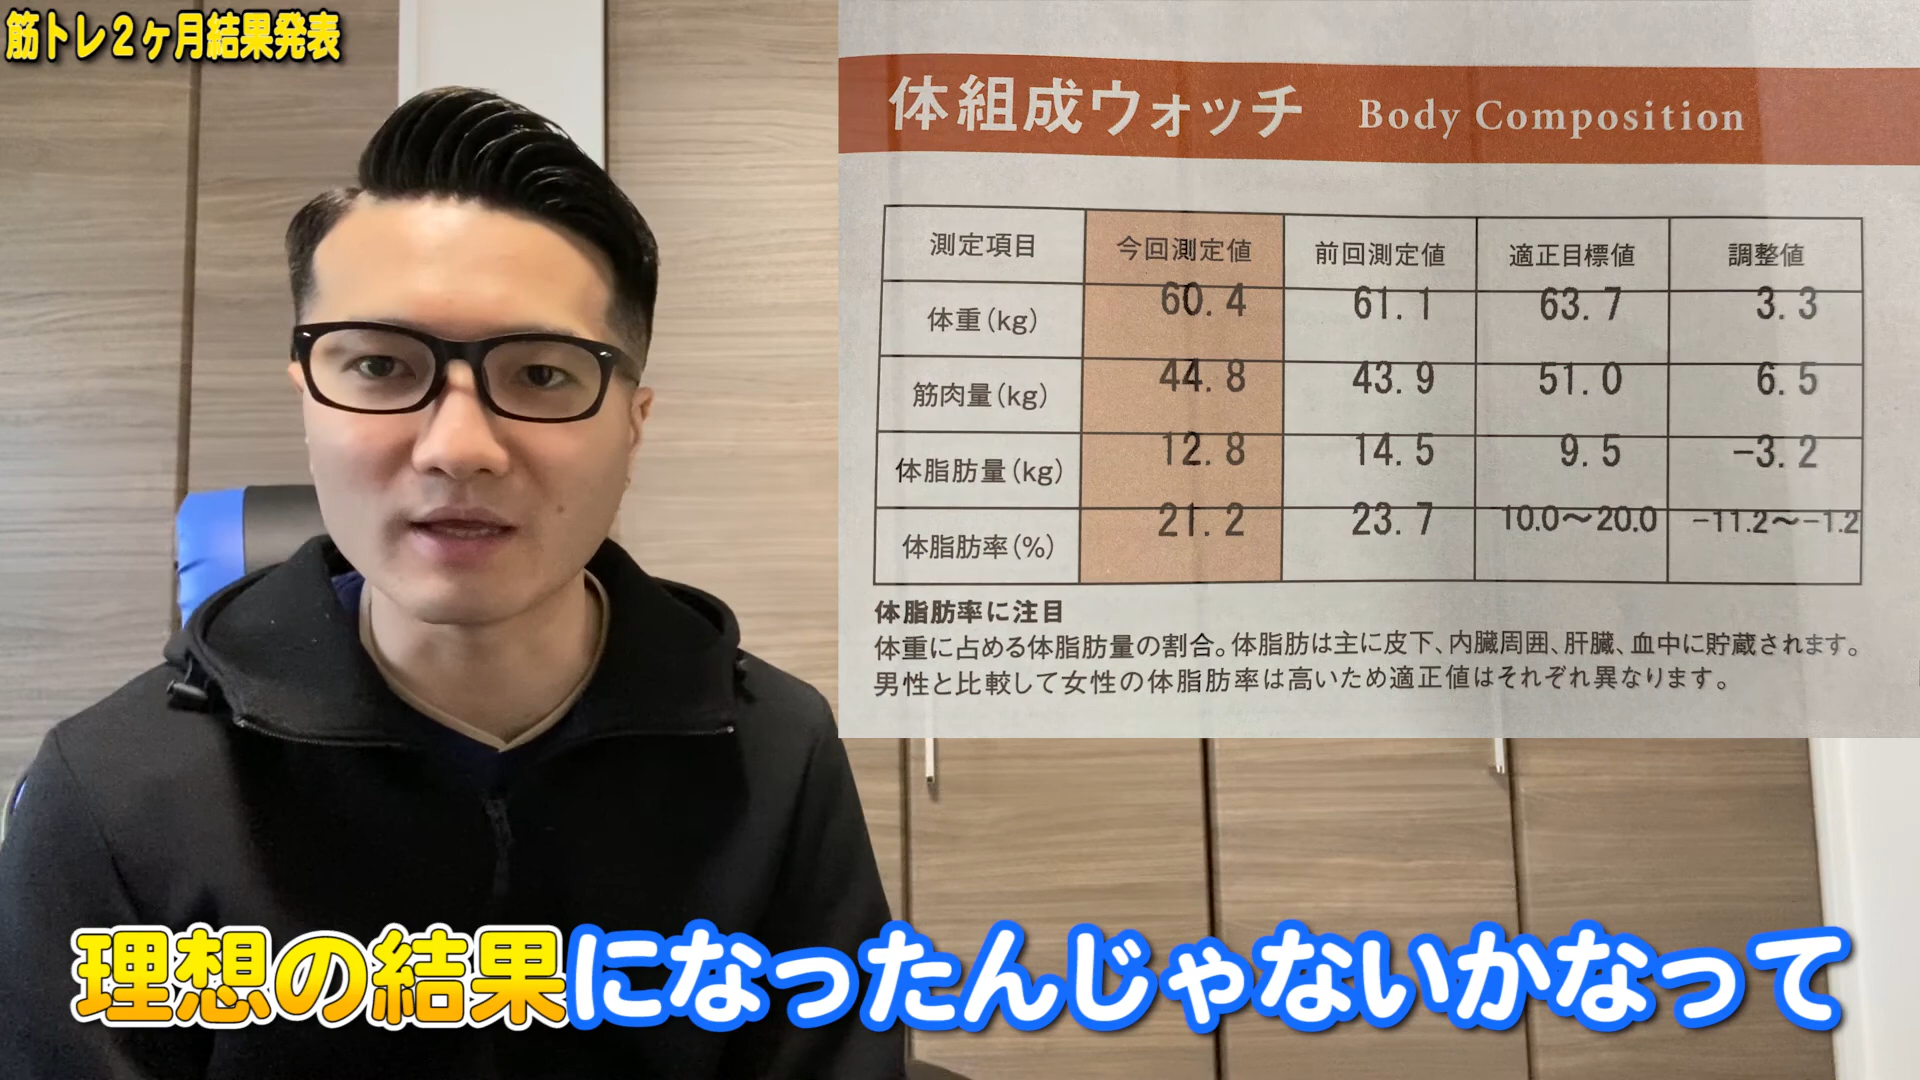 筋トレ２ヶ月結果発表
体組成ウォッチ Body Composition
測定項目 今回測定値 前回測定値 適正目標値 調整値
体重(kg) 60.4 61.1 63.7 3.3
筋肉量(kg) 44.8 43.9 51.0 6.5
体脂肪量(kg) 12.8 14.5 9.5 -3.2
体脂肪率(%) 21.2 23.7 10.0～20.0 -11.2～-1.2
体脂肪率に注目
体重に占める体脂肪量の割合。体脂肪は主に皮下、内臓周囲、肝臓、血中に貯蔵されます。
男性と比較して女性の体脂肪率は高いため適正値はそれぞれ異なります。
理想の結果になったんじゃないかなって